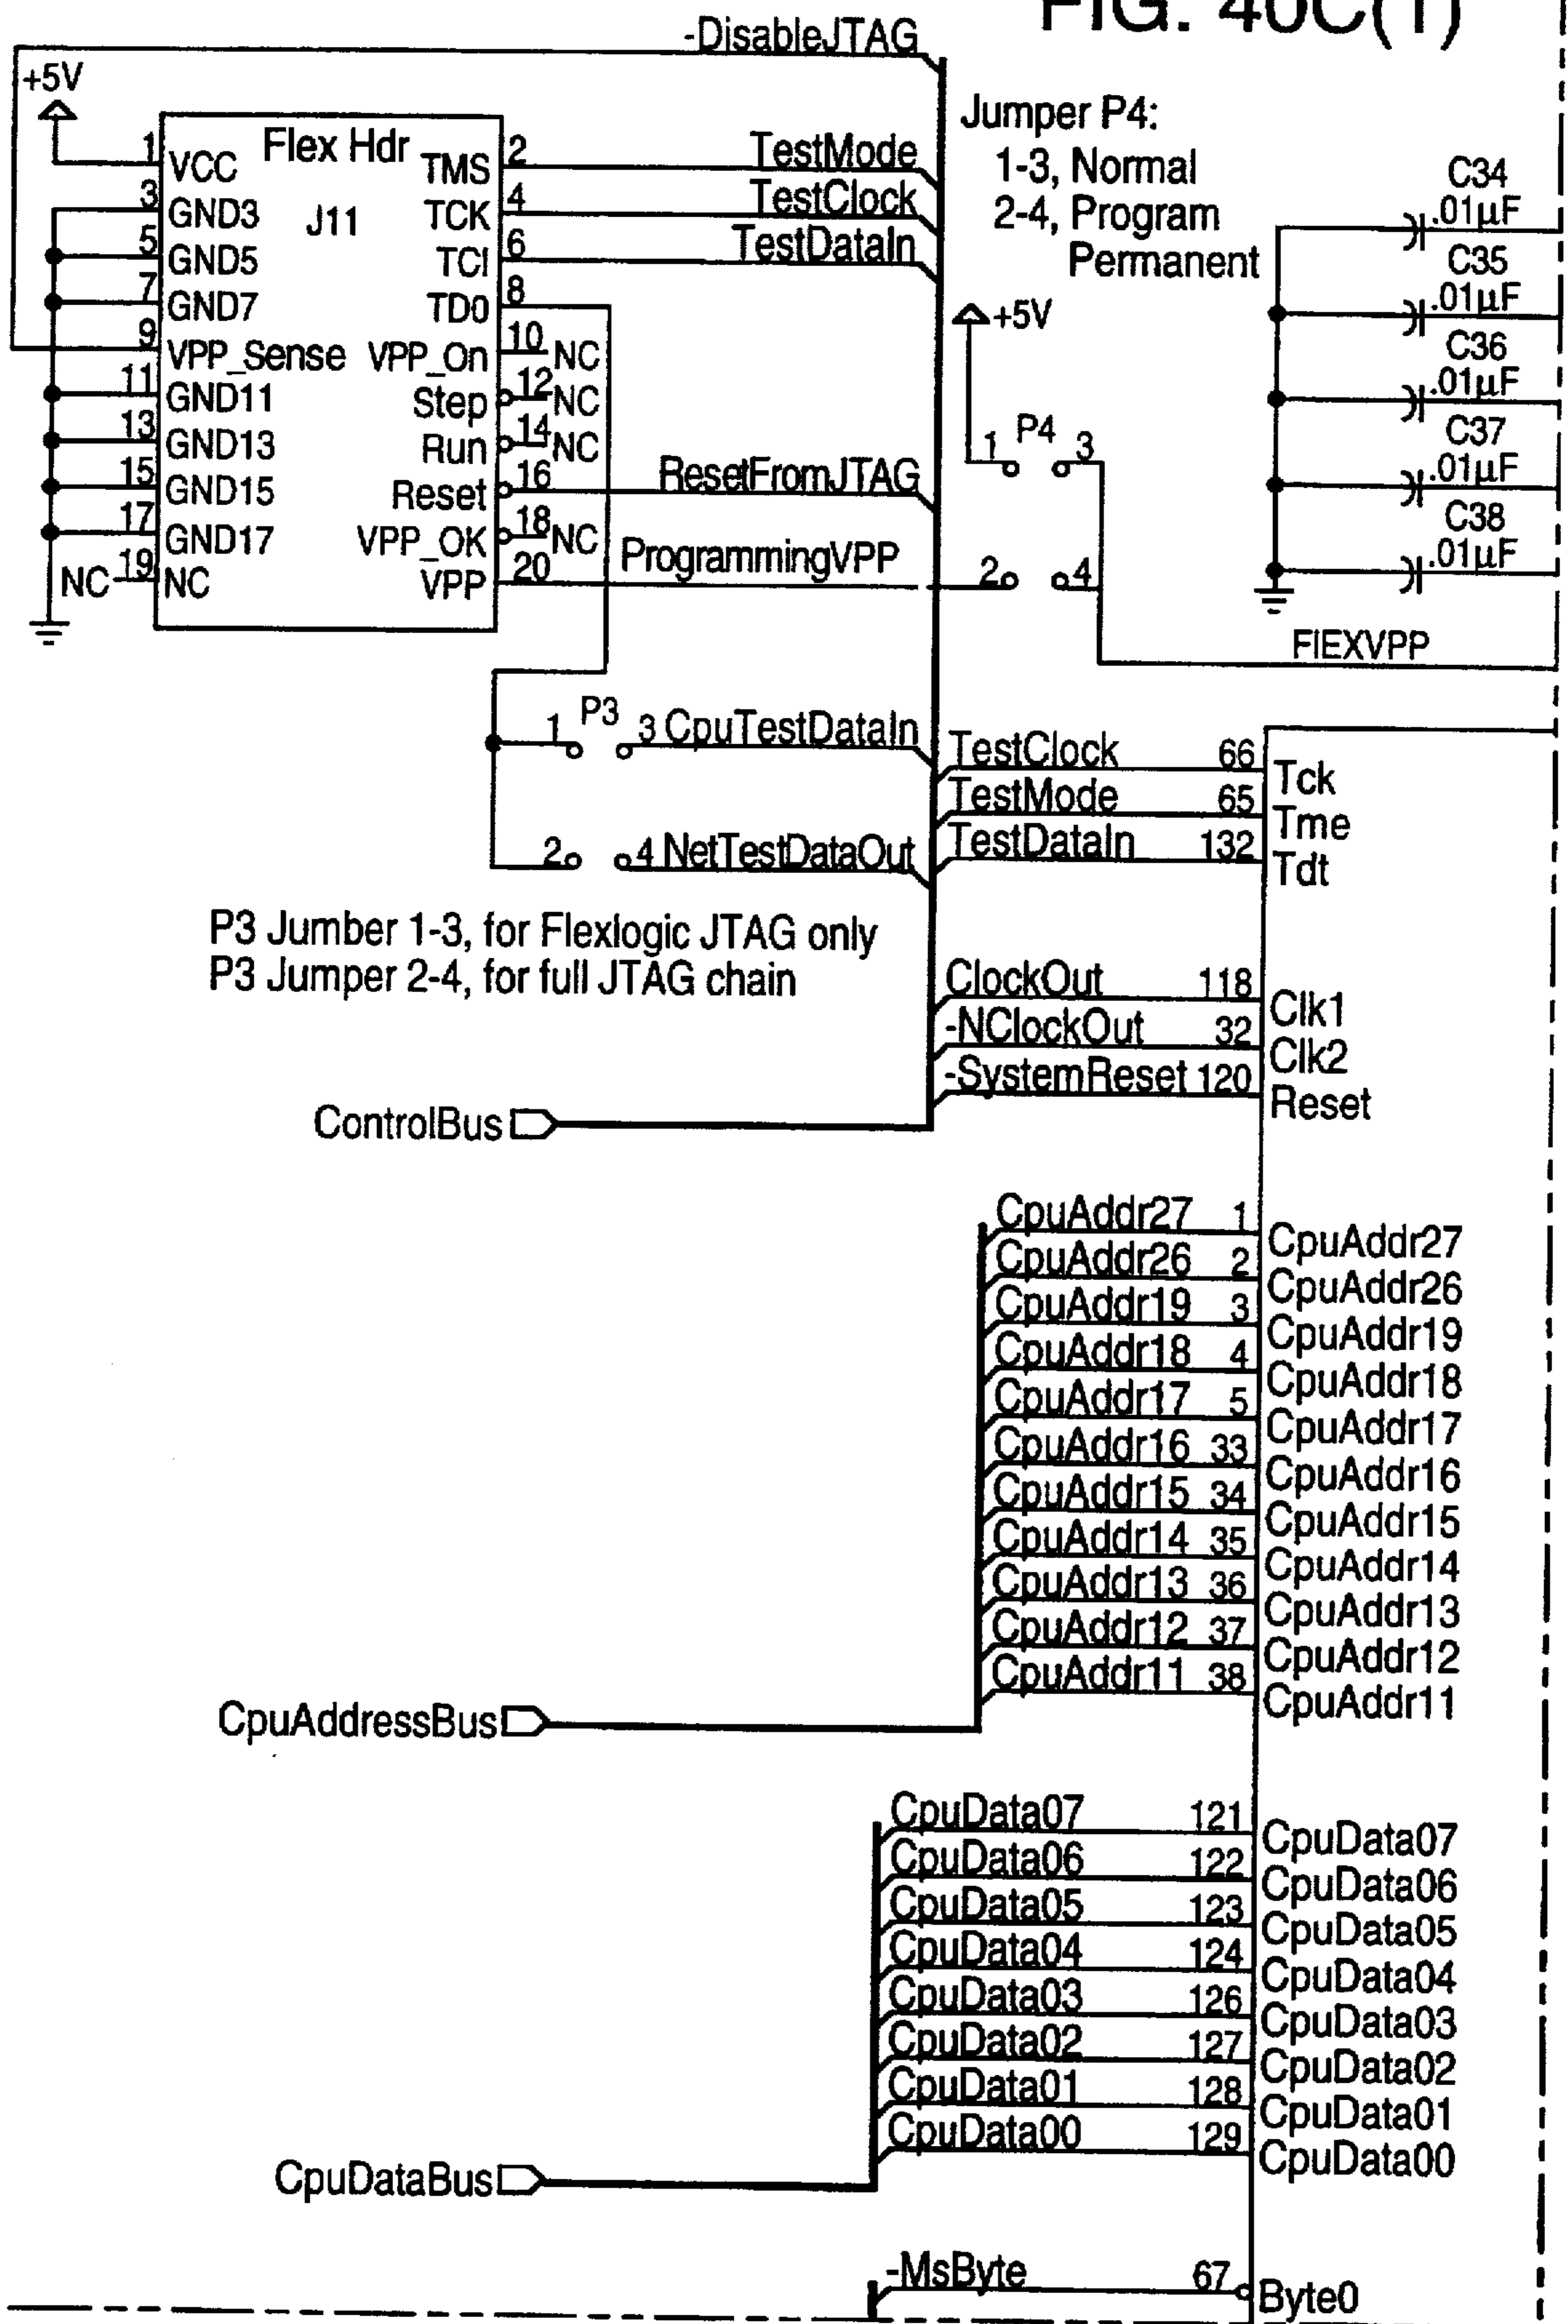 FIG. 40C(1)
-DisableJTAG
+5V
Flex Hdr
J11
1 VCC
3 GND3
5 GND5
7 GND7
9 VPP_Sense
11 GND11
13 GND13
15 GND15
17 GND17
NC 19 NC
TMS 2 TestMode
TCK 4 TestClock
TCI 6 TestDataIn
TD0 8
VPP_On 10 NC
Step 12 NC
Run 14 NC
Reset 16 ResetFromJTAG
VPP_OK 18 NC
VPP 20 ProgrammingVPP
Jumper P4:
1-3, Normal
2-4, Program
Permanent
+5V
1 P4 3
2 4
C34
.01µF
C35
.01µF
C36
.01µF
C37
.01µF
C38
.01µF
FlEXVPP
1 P3 3 CpuTestDataIn
2 4 NetTestDataOut
P3 Jumber 1-3, for Flexlogic JTAG only
P3 Jumper 2-4, for full JTAG chain
TestClock 66 Tck
TestMode 65 Tme
TestDataIn 132 Tdt
ClockOut 118 Clk1
-NClockOut 32 Clk2
-SystemReset 120 Reset
ControlBus
CpuAddr27 1 CpuAddr27
CpuAddr26 2 CpuAddr26
CpuAddr19 3 CpuAddr19
CpuAddr18 4 CpuAddr18
CpuAddr17 5 CpuAddr17
CpuAddr16 33 CpuAddr16
CpuAddr15 34 CpuAddr15
CpuAddr14 35 CpuAddr14
CpuAddr13 36 CpuAddr13
CpuAddr12 37 CpuAddr12
CpuAddr11 38 CpuAddr11
CpuAddressBus
CpuData07 121 CpuData07
CpuData06 122 CpuData06
CpuData05 123 CpuData05
CpuData04 124 CpuData04
CpuData03 126 CpuData03
CpuData02 127 CpuData02
CpuData01 128 CpuData01
CpuData00 129 CpuData00
CpuDataBus
-MsByte 67 Byte0